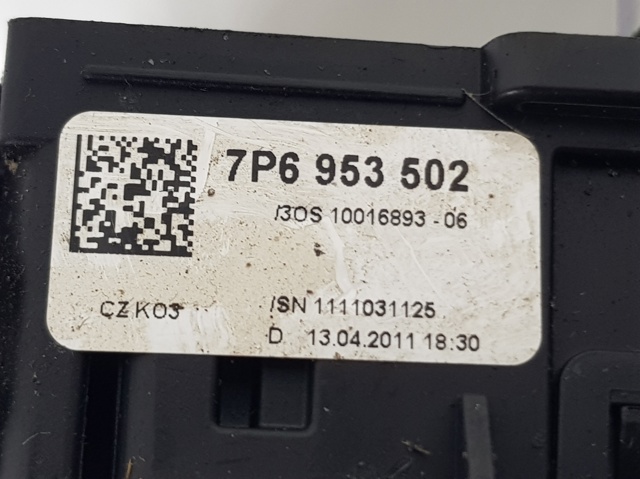 7P6 953 502
/3OS 10016893 - 06
CZ K03
/SN 1111031125
D 13.04.2011 18:30